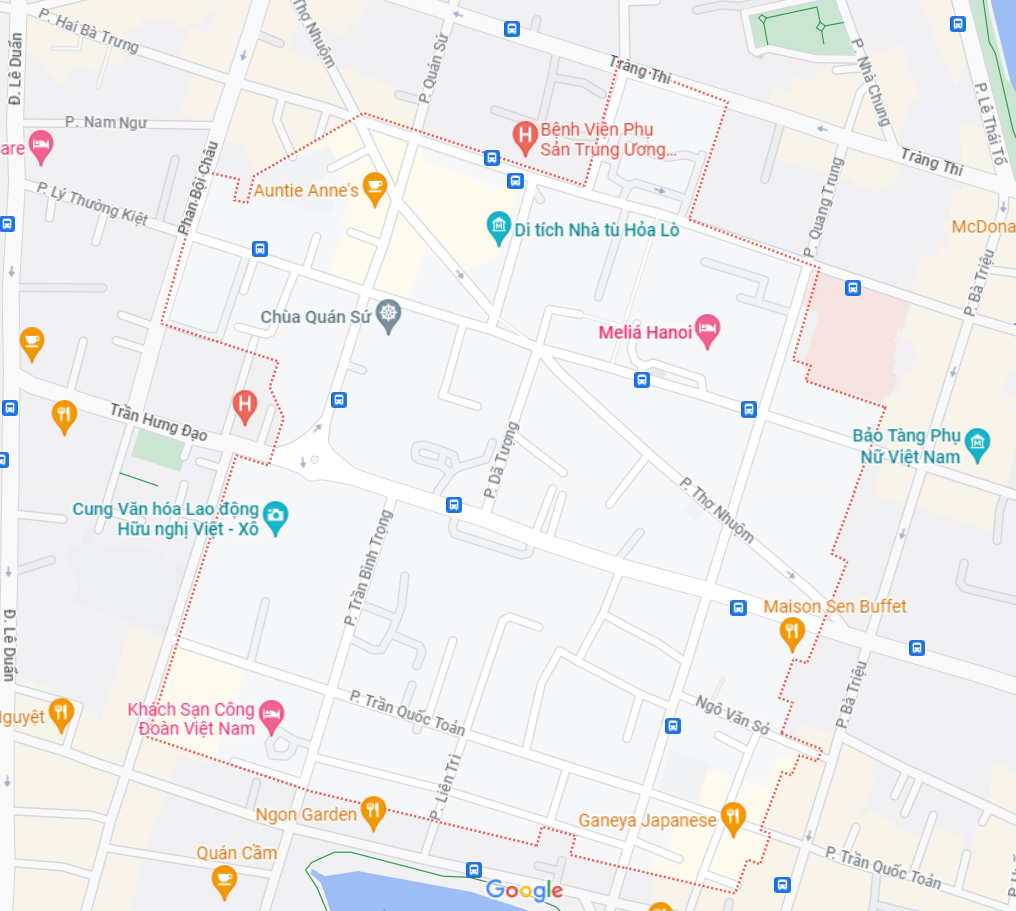 P. Hai Bà Trưng
Đ. Lê Duẩn
Thợ Nhuộm
P. Quán Sứ
Tràng Thi
P. Nhà Chung
P. Lê Thái Tổ
P. Nam Ngư
are
Phan Bội Châu
Bệnh Viện Phụ
Sản Trung Ương...
Tràng Thi
P. Lý Thường Kiệt
Auntie Anne's
P. Quang Trung
Di tích Nhà tù Hỏa Lò
McDona
P. Bà Triệu
Chùa Quán Sứ
Meliá Hanoi
Trần Hưng Đạo
P. Dã Tượng
Bảo Tàng Phụ
Nữ Việt Nam
P. Thợ Nhuộm
Cung Văn hóa Lao động
Hữu nghị Việt - Xô
P. Trần Bình Trọng
Maison Sen Buffet
Đ. Lê Duẩn
P. Bà Triệu
Nguyệt
Khách Sạn Công
Đoàn Việt Nam
P. Trần Quốc Toản
Ngô Văn Sở
P. Liên Trì
Ngon Garden
Ganeya Japanese
Quán Cầm
P. Trần Quốc Toản
Google